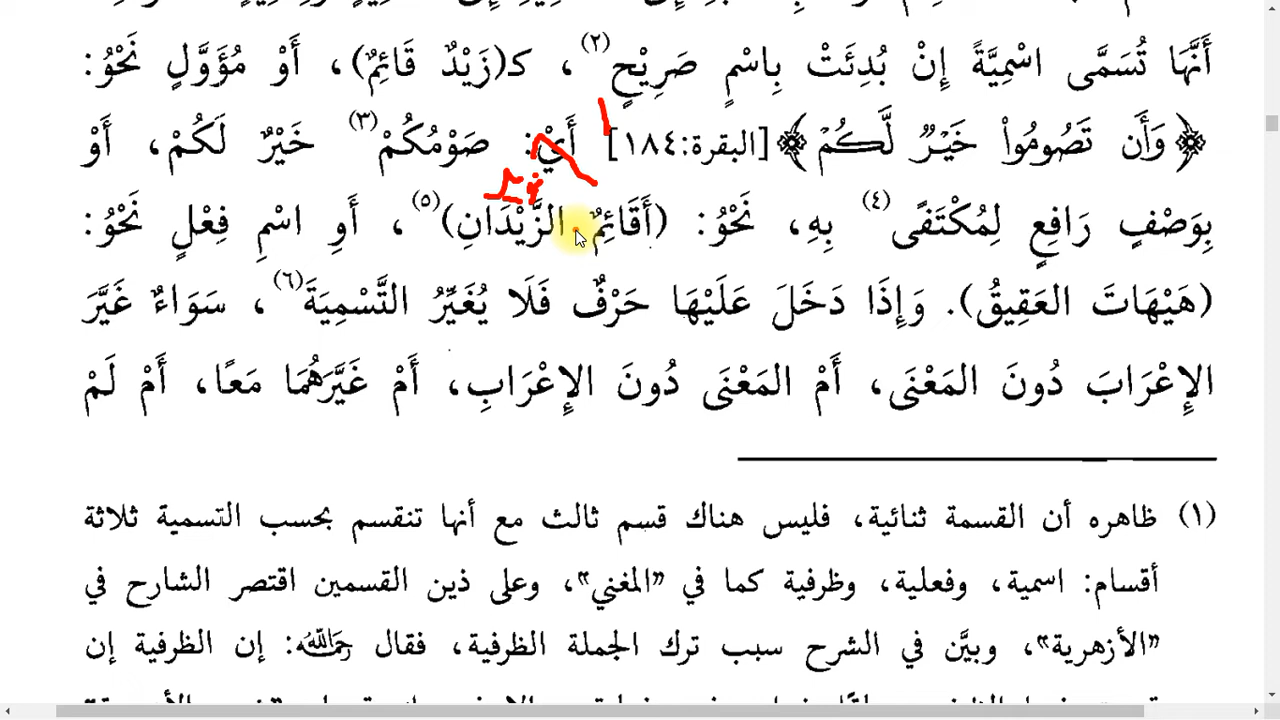 أَنَّهَا تُسَمَّى اسْمِيَّةً إِنْ بُدِئَتْ بِاسْمٍ صَرِيْحٍ(٢)، كـ(زَيْدٌ قَائِمٌ)، أَوْ مُؤَوَّلٍ نَحْوُ:
﴿وَأَن تَصُومُواْ خَيْرٌ لَّكُمْ﴾ [البقرة:١٨٤] أَيْ: صَوْمُكُمْ(٣) خَيْرٌ لَكُمْ، أَوْ
بِوَصْفٍ رَافِعٍ لِمُكْتَفًى(٤) بِهِ، نَحْوُ: (أَقَائِمٌ الزَّيْدَانِ)(٥)، أَوِ اسْمِ فِعْلٍ نَحْوُ:
(هَيْهَاتَ العَقِيقُ). وَإِذَا دَخَلَ عَلَيْهَا حَرْفٌ فَلَا يُغَيِّرُ التَّسْمِيَةَ(٦)، سَوَاءٌ غَيَّرَ
الإِعْرَابَ دُونَ المَعْنَى، أَمْ المَعْنَى دُونَ الإِعْرَابِ، أَمْ غَيَّرَهُمَا مَعًا، أَمْ لَمْ
(١) ظاهره أن القسمة ثنائية، فليس هناك قسم ثالث مع أنها تنقسم بحسب التسمية ثلاثة
أقسام: اسمية، وفعلية، وظرفية كما في «المغني»، وعلى ذين القسمين اقتصر الشارح في
«الأزهرية»، وبيَّن في الشرح سبب ترك الجملة الظرفية، فقال رَحِمَهُ اللَّهُ: إن الظرفية إن